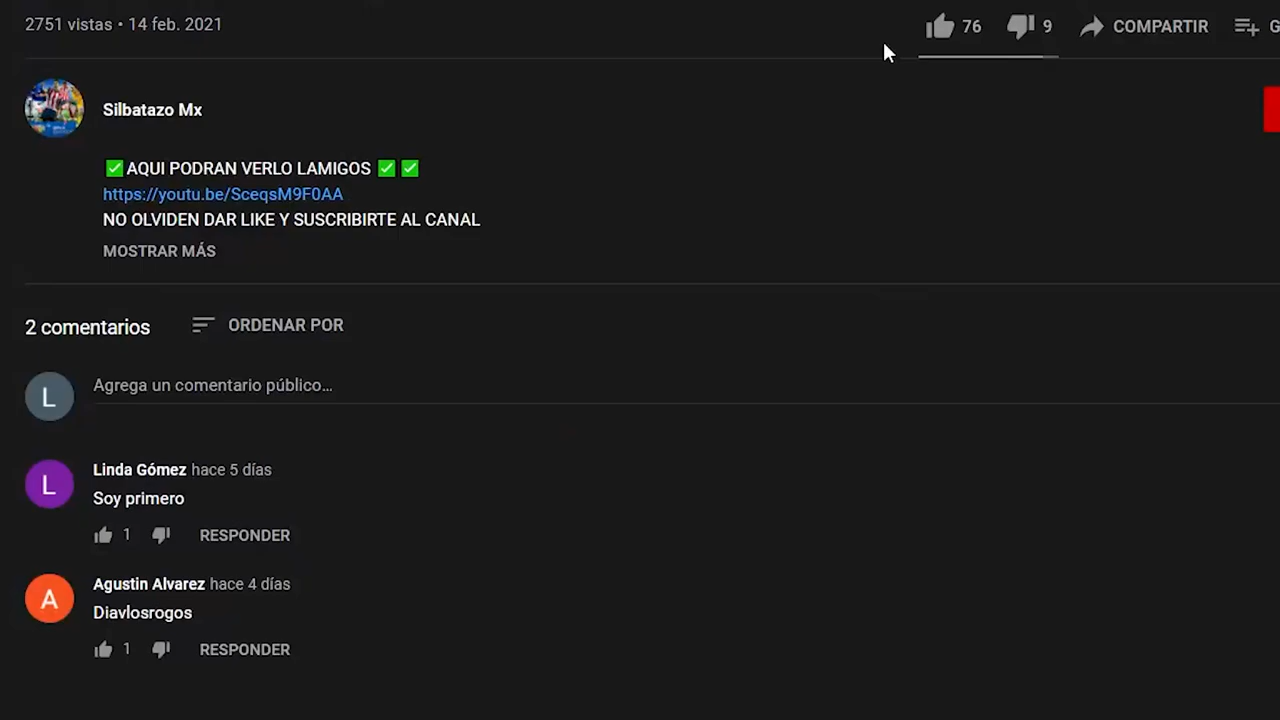 2751 vistas • 14 feb. 2021
76
9
COMPARTIR
G
Silbatazo Mx
✅AQUI PODRAN VERLO LAMIGOS ✅ ✅
https://youtu.be/SceqsM9F0AA
NO OLVIDEN DAR LIKE Y SUSCRIBIRTE AL CANAL
MOSTRAR MÁS
2 comentarios
ORDENAR POR
L
Agrega un comentario público...
L
Linda Gómez hace 5 días
Soy primero
1
RESPONDER
A
Agustin Alvarez hace 4 días
Diavlosrogos
1
RESPONDER